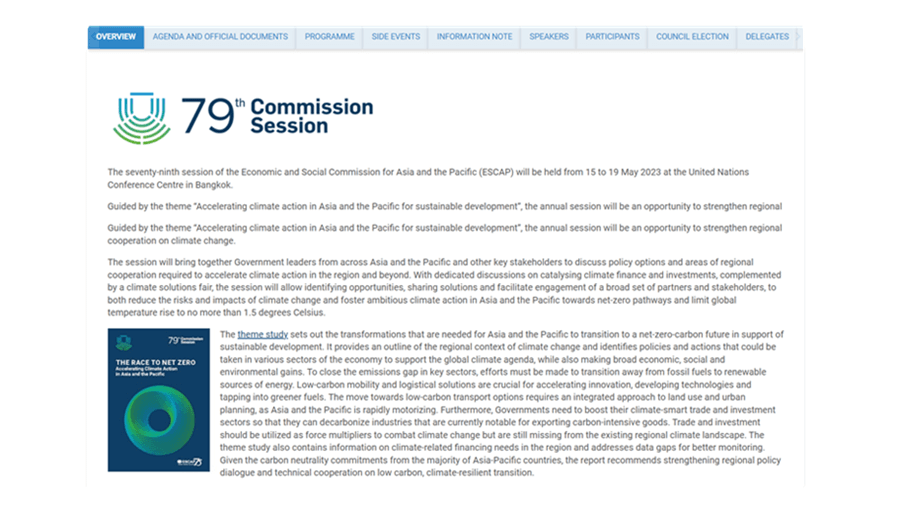 OVERVIEW AGENDA AND OFFICIAL DOCUMENTS PROGRAMME SIDE EVENTS INFORMATION NOTE SPEAKERS PARTICIPANTS COUNCIL ELECTION DELEGATES
79th Commission
Session
The seventy-ninth session of the Economic and Social Commission for Asia and the Pacific (ESCAP) will be held from 15 to 19 May 2023 at the United Nations
Conference Centre in Bangkok.
Guided by the theme “Accelerating climate action in Asia and the Pacific for sustainable development”, the annual session will be an opportunity to strengthen regional
Guided by the theme “Accelerating climate action in Asia and the Pacific for sustainable development”, the annual session will be an opportunity to strengthen regional
cooperation on climate change.
The session will bring together Government leaders from across Asia and the Pacific and other key stakeholders to discuss policy options and areas of regional
cooperation required to accelerate climate action in the region and beyond. With dedicated discussions on catalysing climate finance and investments, complemented
by a climate solutions fair, the session will allow identifying opportunities, sharing solutions and facilitate engagement of a broad set of partners and stakeholders, to
both reduce the risks and impacts of climate change and foster ambitious climate action in Asia and the Pacific towards net-zero pathways and limit global
temperature rise to no more than 1.5 degrees Celsius.
79th Commission
Session
THE RACE TO NET ZERO
Accelerating Climate Action
in Asia and the Pacific
ESCAP 75
The theme study sets out the transformations that are needed for Asia and the Pacific to transition to a net-zero-carbon future in support of
sustainable development. It provides an outline of the regional context of climate change and identifies policies and actions that could be
taken in various sectors of the economy to support the global climate agenda, while also making broad economic, social and
environmental gains. To close the emissions gap in key sectors, efforts must be made to transition away from fossil fuels to renewable
sources of energy. Low-carbon mobility and logistical solutions are crucial for accelerating innovation, developing technologies and
tapping into greener fuels. The move towards low-carbon transport options requires an integrated approach to land use and urban
planning, as Asia and the Pacific is rapidly motorizing. Furthermore, Governments need to boost their climate-smart trade and investment
sectors so that they can decarbonize industries that are currently notable for exporting carbon-intensive goods. Trade and investment
should be utilized as force multipliers to combat climate change but are still missing from the existing regional climate landscape. The
theme study also contains information on climate-related financing needs in the region and addresses data gaps for better monitoring.
Given the carbon neutrality commitments from the majority of Asia-Pacific countries, the report recommends strengthening regional policy
dialogue and technical cooperation on low carbon, climate-resilient transition.